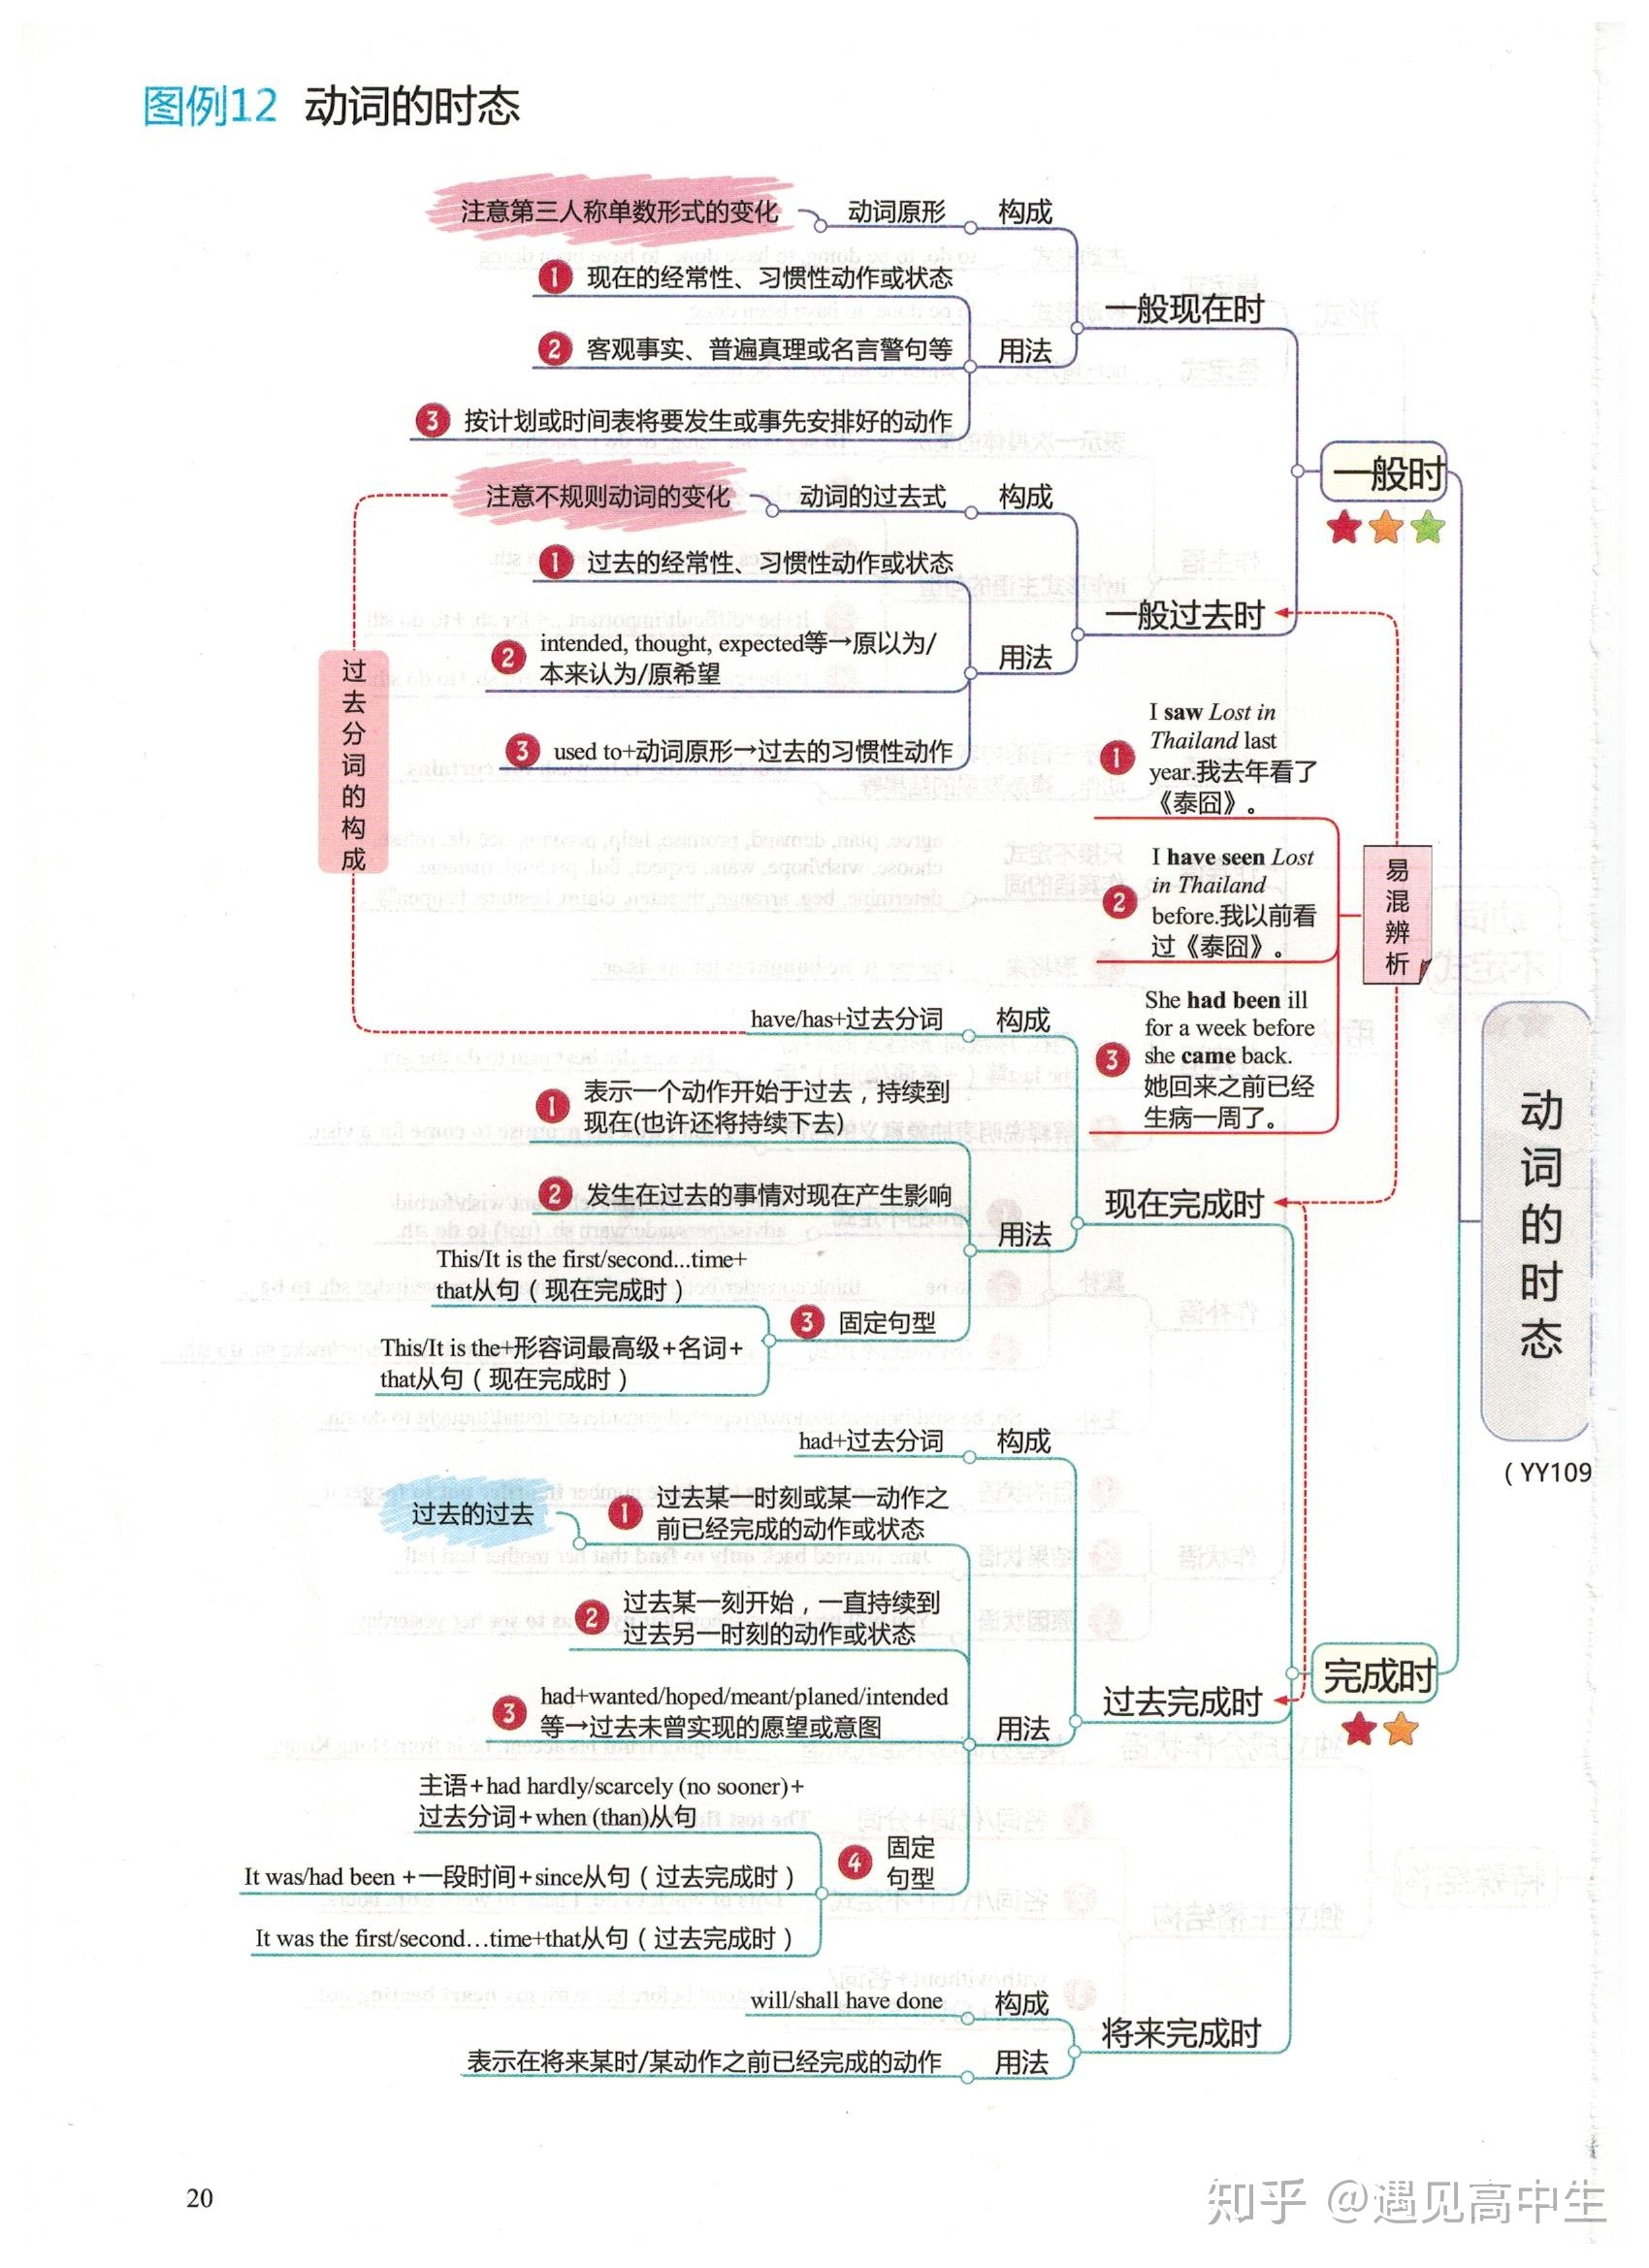 图例12 动词的时态
注意第三人称单数形式的变化 动词原形 构成
1 现在的经常性、习惯性动作或状态
一般现在时
2 客观事实、普遍真理或名言警句等 用法
3 按计划或时间表将要发生或事先安排好的动作
一般时
注意不规则动词的变化 动词的过去式 构成
1 过去的经常性、习惯性动作或状态
一般过去时
2 intended, thought, expected等→原以为/
本来认为/原希望
用法
3 used to+动词原形→过去的习惯性动作
过去分词的构成
1 I saw Lost in
Thailand last
year.我去年看了
《泰囧》。
2 I have seen Lost
in Thailand
before.我以前看
过《泰囧》。
3 She had been ill
for a week before
she came back.
她回来之前已经
生病一周了。
易混辨析
have/has+过去分词 构成
1 表示一个动作开始于过去，持续到
现在(也许还将持续下去)
2 发生在过去的事情对现在产生影响
现在完成时
用法
This/It is the first/second...time+
that从句（现在完成时）
3 固定句型
This/It is the+形容词最高级+名词+
that从句（现在完成时）
动词的时态
(YY109
had+过去分词 构成
过去的过去
1 过去某一时刻或某一动作之
前已经完成的动作或状态
2 过去某一刻开始，一直持续到
过去另一时刻的动作或状态
完成时
3 had+wanted/hoped/meant/planed/intended
等→过去未曾实现的愿望或意图
用法
过去完成时
主语+had hardly/scarcely (no sooner)+
过去分词+when (than)从句
4 固定
句型
It was/had been +一段时间+since从句（过去完成时）
It was the first/second…time+that从句（过去完成时）
will/shall have done 构成
将来完成时
表示在将来某时/某动作之前已经完成的动作 用法
20
知乎 @遇见高中生